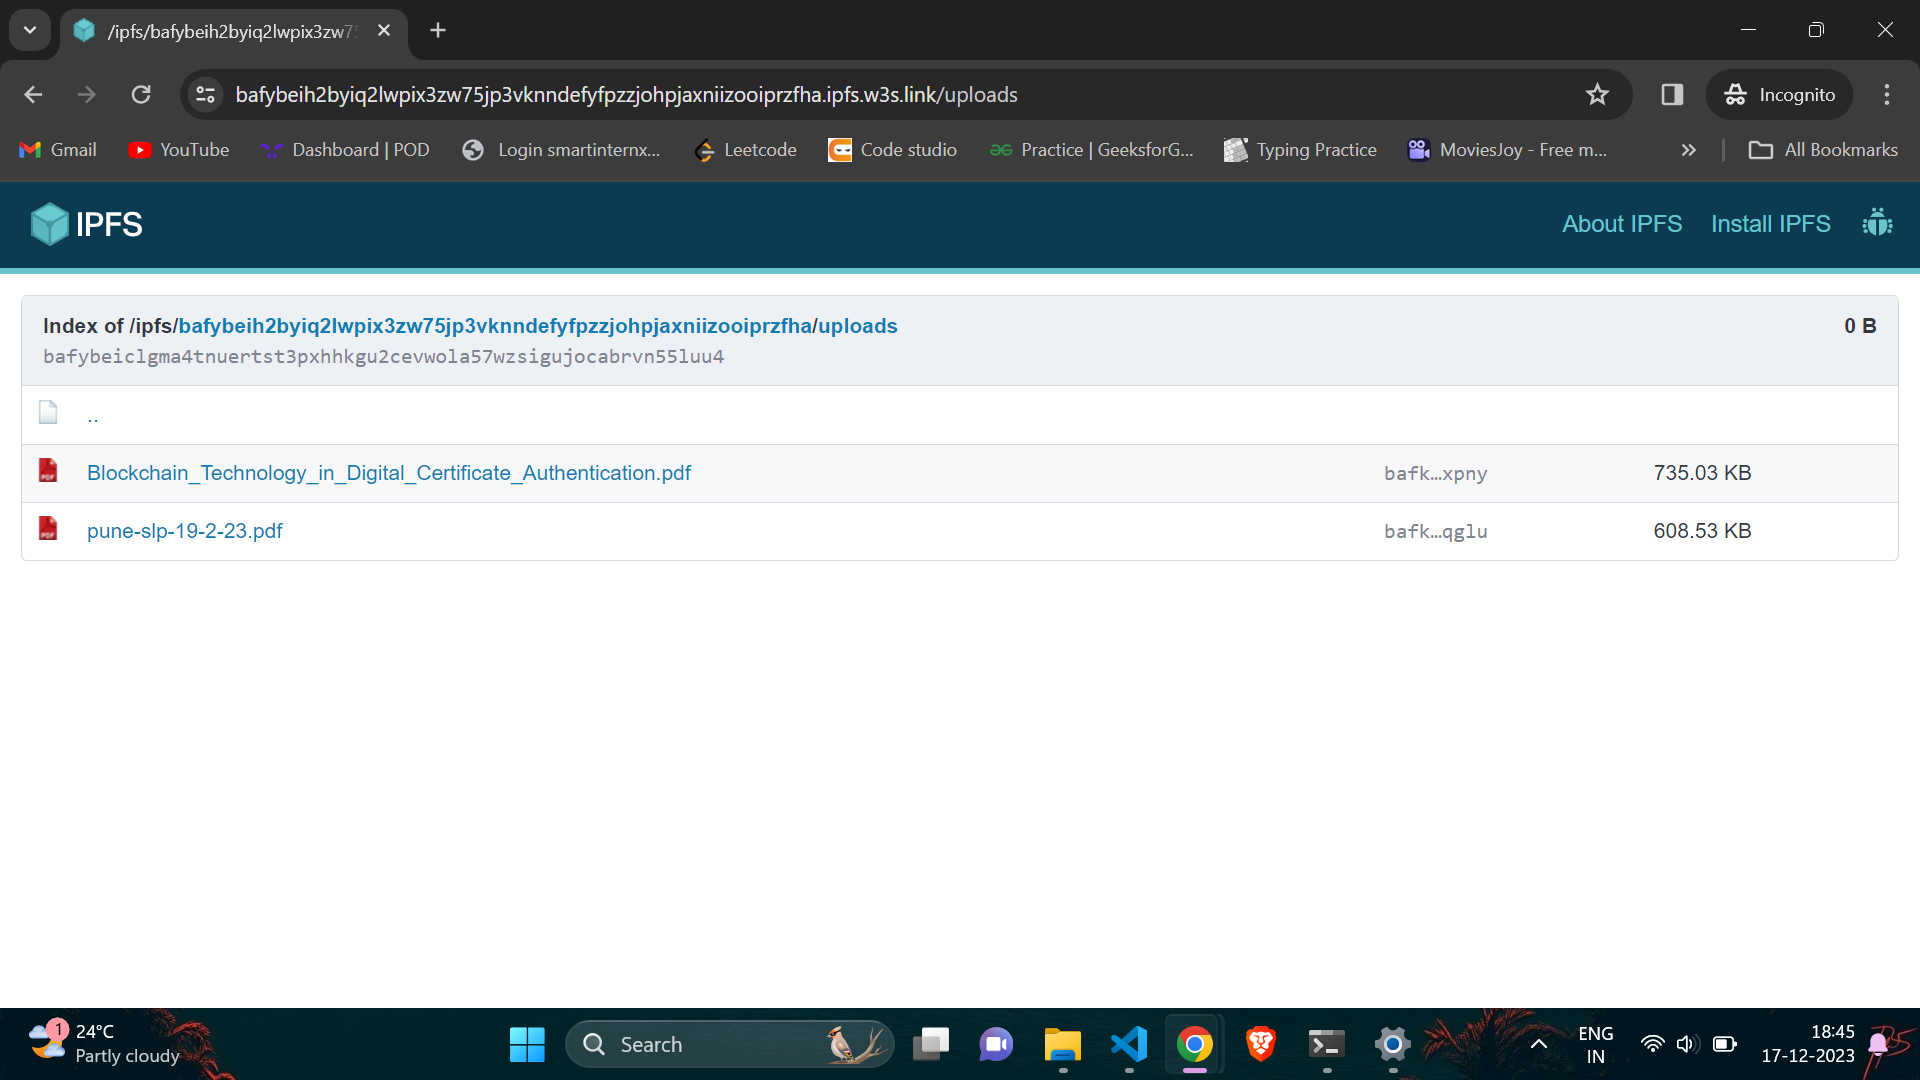 /ipfs/bafybeih2byiq2lwpix3zw7
bafybeih2byiq2lwpix3zw75jp3vknndefyfpzzjohpjaxniizooiprzfha.ipfs.w3s.link/uploads
Incognito
Gmail YouTube Dashboard | POD Login smartinternx... Leetcode Code studio Practice | GeeksforG... Typing Practice MoviesJoy - Free m... » All Bookmarks
IPFS About IPFS Install IPFS
Index of /ipfs/bafybeih2byiq2lwpix3zw75jp3vknndefyfpzzjohpjaxniizooiprzfha/uploads 0 B
bafybeiclgma4tnuertst3pxhhkgu2cevwola57wzsigujocabrvn55luu4
..
PDF Blockchain_Technology_in_Digital_Certificate_Authentication.pdf bafk…xpny 735.03 KB
PDF pune-slp-19-2-23.pdf bafk…qglu 608.53 KB
1 24°C
Partly cloudy
Search
ENG
IN
18:45
17-12-2023